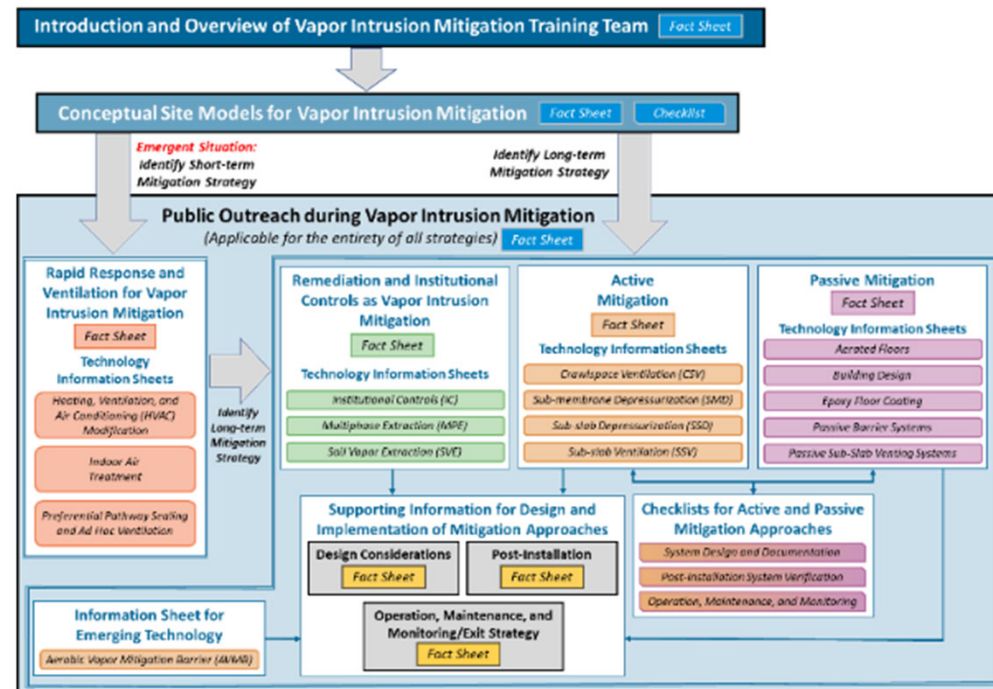 Introduction and Overview of Vapor Intrusion Mitigation Training Team
Fact Sheet
Conceptual Site Models for Vapor Intrusion Mitigation
Fact Sheet
Checklist
Emergent Situation:
Identify Short-term
Mitigation Strategy
Identify Long-term
Mitigation Strategy
Public Outreach during Vapor Intrusion Mitigation
(Applicable for the entirety of all strategies)
Fact Sheet
Rapid Response and
Ventilation for Vapor
Intrusion Mitigation
Fact Sheet
Technology
Information Sheets
Heating, Ventilation, and
Air Conditioning (HVAC)
Modification
Indoor Air
Treatment
Preferential Pathway Sealing
and Ad Hoc Ventilation
Identify
Long-term
Mitigation
Strategy
Remediation and Institutional
Controls as Vapor Intrusion
Mitigation
Fact Sheet
Technology Information Sheets
Institutional Controls (IC)
Multiphase Extraction (MPE)
Soil Vapor Extraction (SVE)
Active
Mitigation
Fact Sheet
Technology Information Sheets
Crawlspace Ventilation (CSV)
Sub-membrane Depressurization (SMD)
Sub-slab Depressurization (SSD)
Sub-slab Ventilation (SSV)
Passive Mitigation
Fact Sheet
Technology Information Sheets
Aerated Floors
Building Design
Epoxy Floor Coating
Passive Barrier Systems
Passive Sub-Slab Venting Systems
Supporting Information for Design and
Implementation of Mitigation Approaches
Design Considerations
Fact Sheet
Post-Installation
Fact Sheet
Operation, Maintenance, and
Monitoring/Exit Strategy
Fact Sheet
Checklists for Active and Passive
Mitigation Approaches
System Design and Documentation
Post-Installation System Verification
Operation, Maintenance, and Monitoring
Information Sheet for
Emerging Technology
Aerobic Vapor Mitigation Barrier (AVMB)